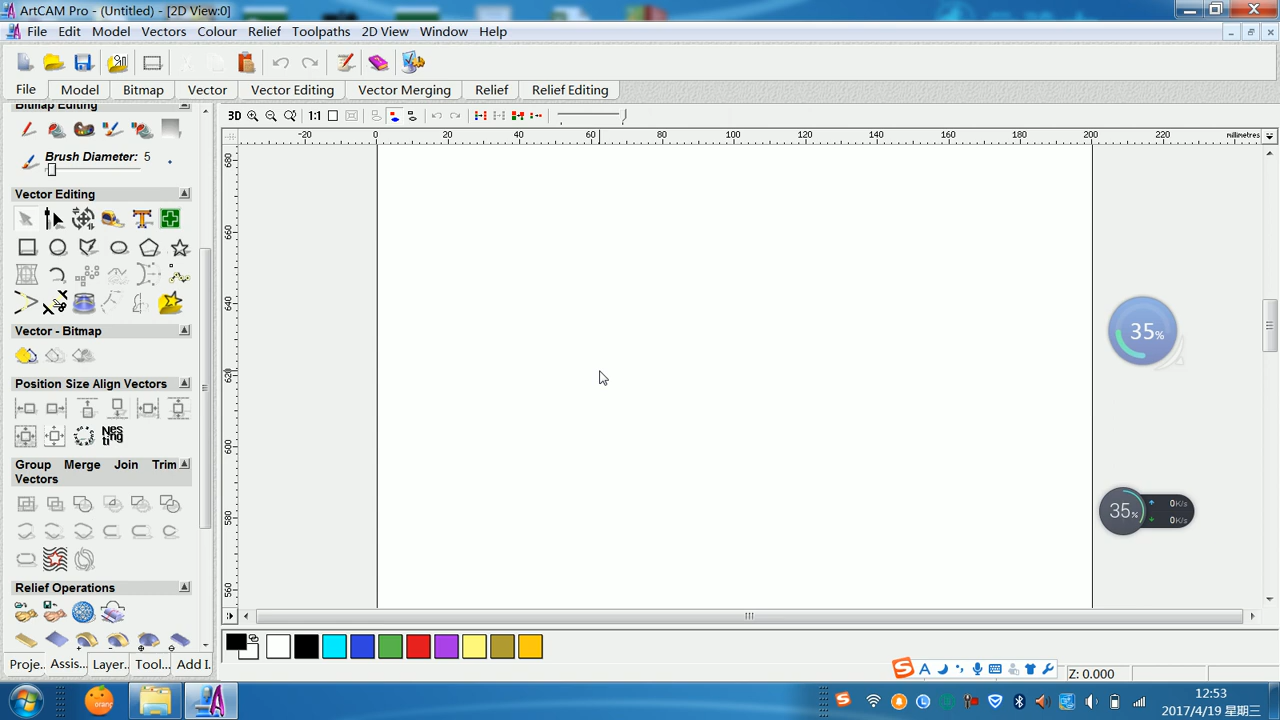 ArtCAM Pro - (Untitled) - [2D View:0]
File Edit Model Vectors Colour Relief Toolpaths 2D View Window Help
File Model Bitmap Vector Vector Editing Vector Merging Relief Relief Editing
Bitmap Editing
3D 1:1
-20 0 20 40 60 80 100 120 140 160 180 200 220 millimetres
Brush Diameter: 5
680
Vector Editing
660
640
Vector - Bitmap
35%
Position Size Align Vectors
620
Nesting
600
Group Merge Join Trim
Vectors
580
35% 0K/s
0K/s
Relief Operations
560
Proje... Assis... Layer... Tool... Add I...
Z: 0.000
12:53
2017/4/19 星期三